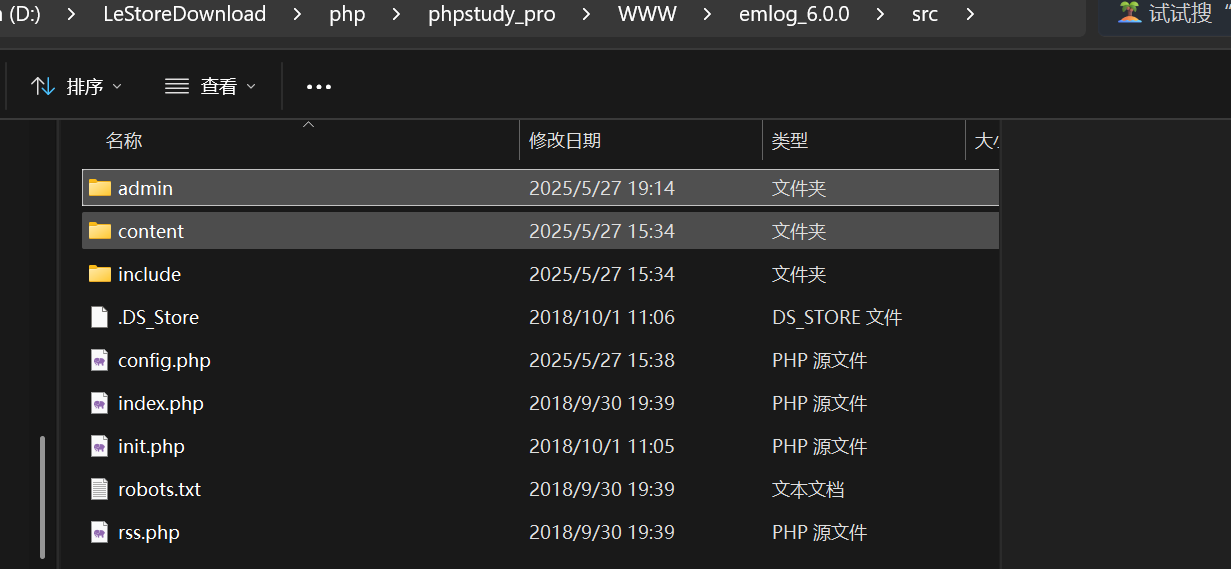 (D:) > LeStoreDownload > php > phpstudy_pro > WWW > emlog_6.0.0 > src >
试试搜 “
排序 查看 •••
名称 修改日期 类型
admin 2025/5/27 19:14 文件夹
content 2025/5/27 15:34 文件夹
include 2025/5/27 15:34 文件夹
.DS_Store 2018/10/1 11:06 DS_STORE 文件
config.php 2025/5/27 15:38 PHP 源文件
index.php 2018/9/30 19:39 PHP 源文件
init.php 2018/10/1 11:05 PHP 源文件
robots.txt 2018/9/30 19:39 文本文档
rss.php 2018/9/30 19:39 PHP 源文件